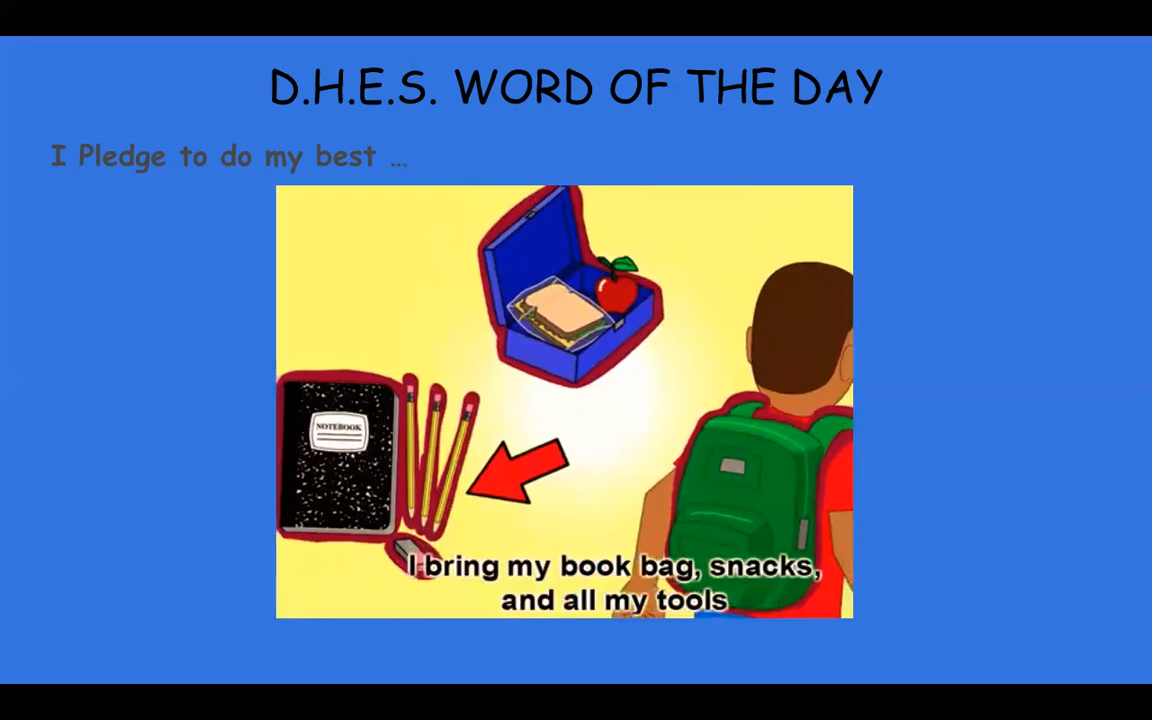 D.H.E.S. WORD OF THE DAY
I Pledge to do my best ...
NOTEBOOK
I bring my book bag, snacks,
and all my tools